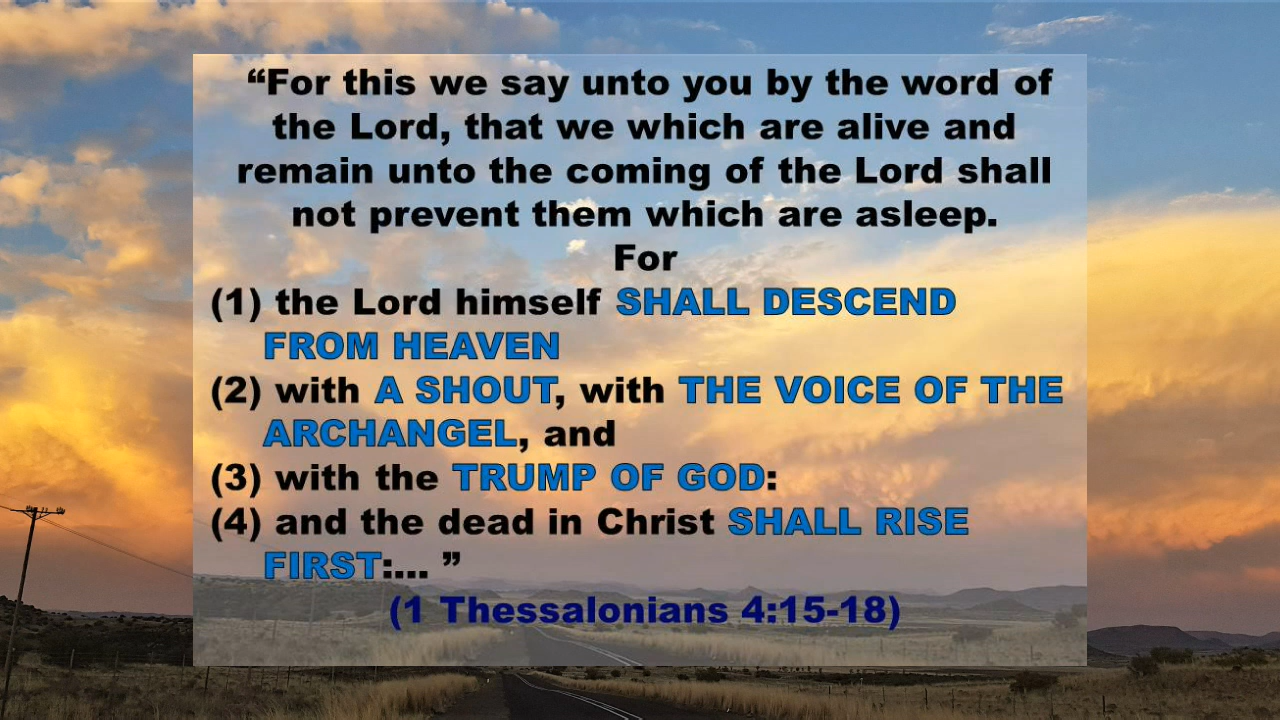 “For this we say unto you by the word of
the Lord, that we which are alive and
remain unto the coming of the Lord shall
not prevent them which are asleep.
For
(1) the Lord himself SHALL DESCEND
FROM HEAVEN
(2) with A SHOUT, with THE VOICE OF THE
ARCHANGEL, and
(3) with the TRUMP OF GOD:
(4) and the dead in Christ SHALL RISE
FIRST:... ”
(1 Thessalonians 4:15-18)